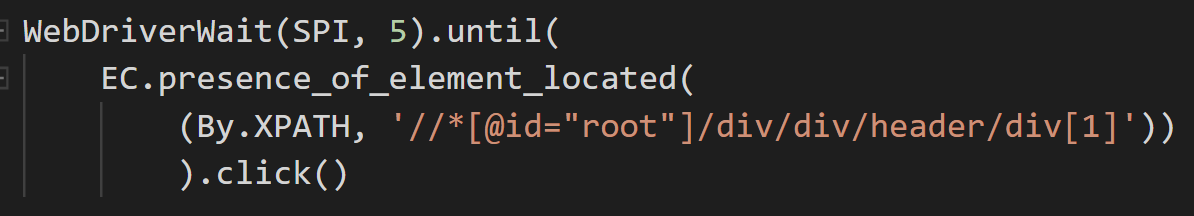 WebDriverWait(SPI, 5).until(
    EC.presence_of_element_located(
        (By.XPATH, '//*[@id="root"]/div/div/header/div[1]'))
        ).click()